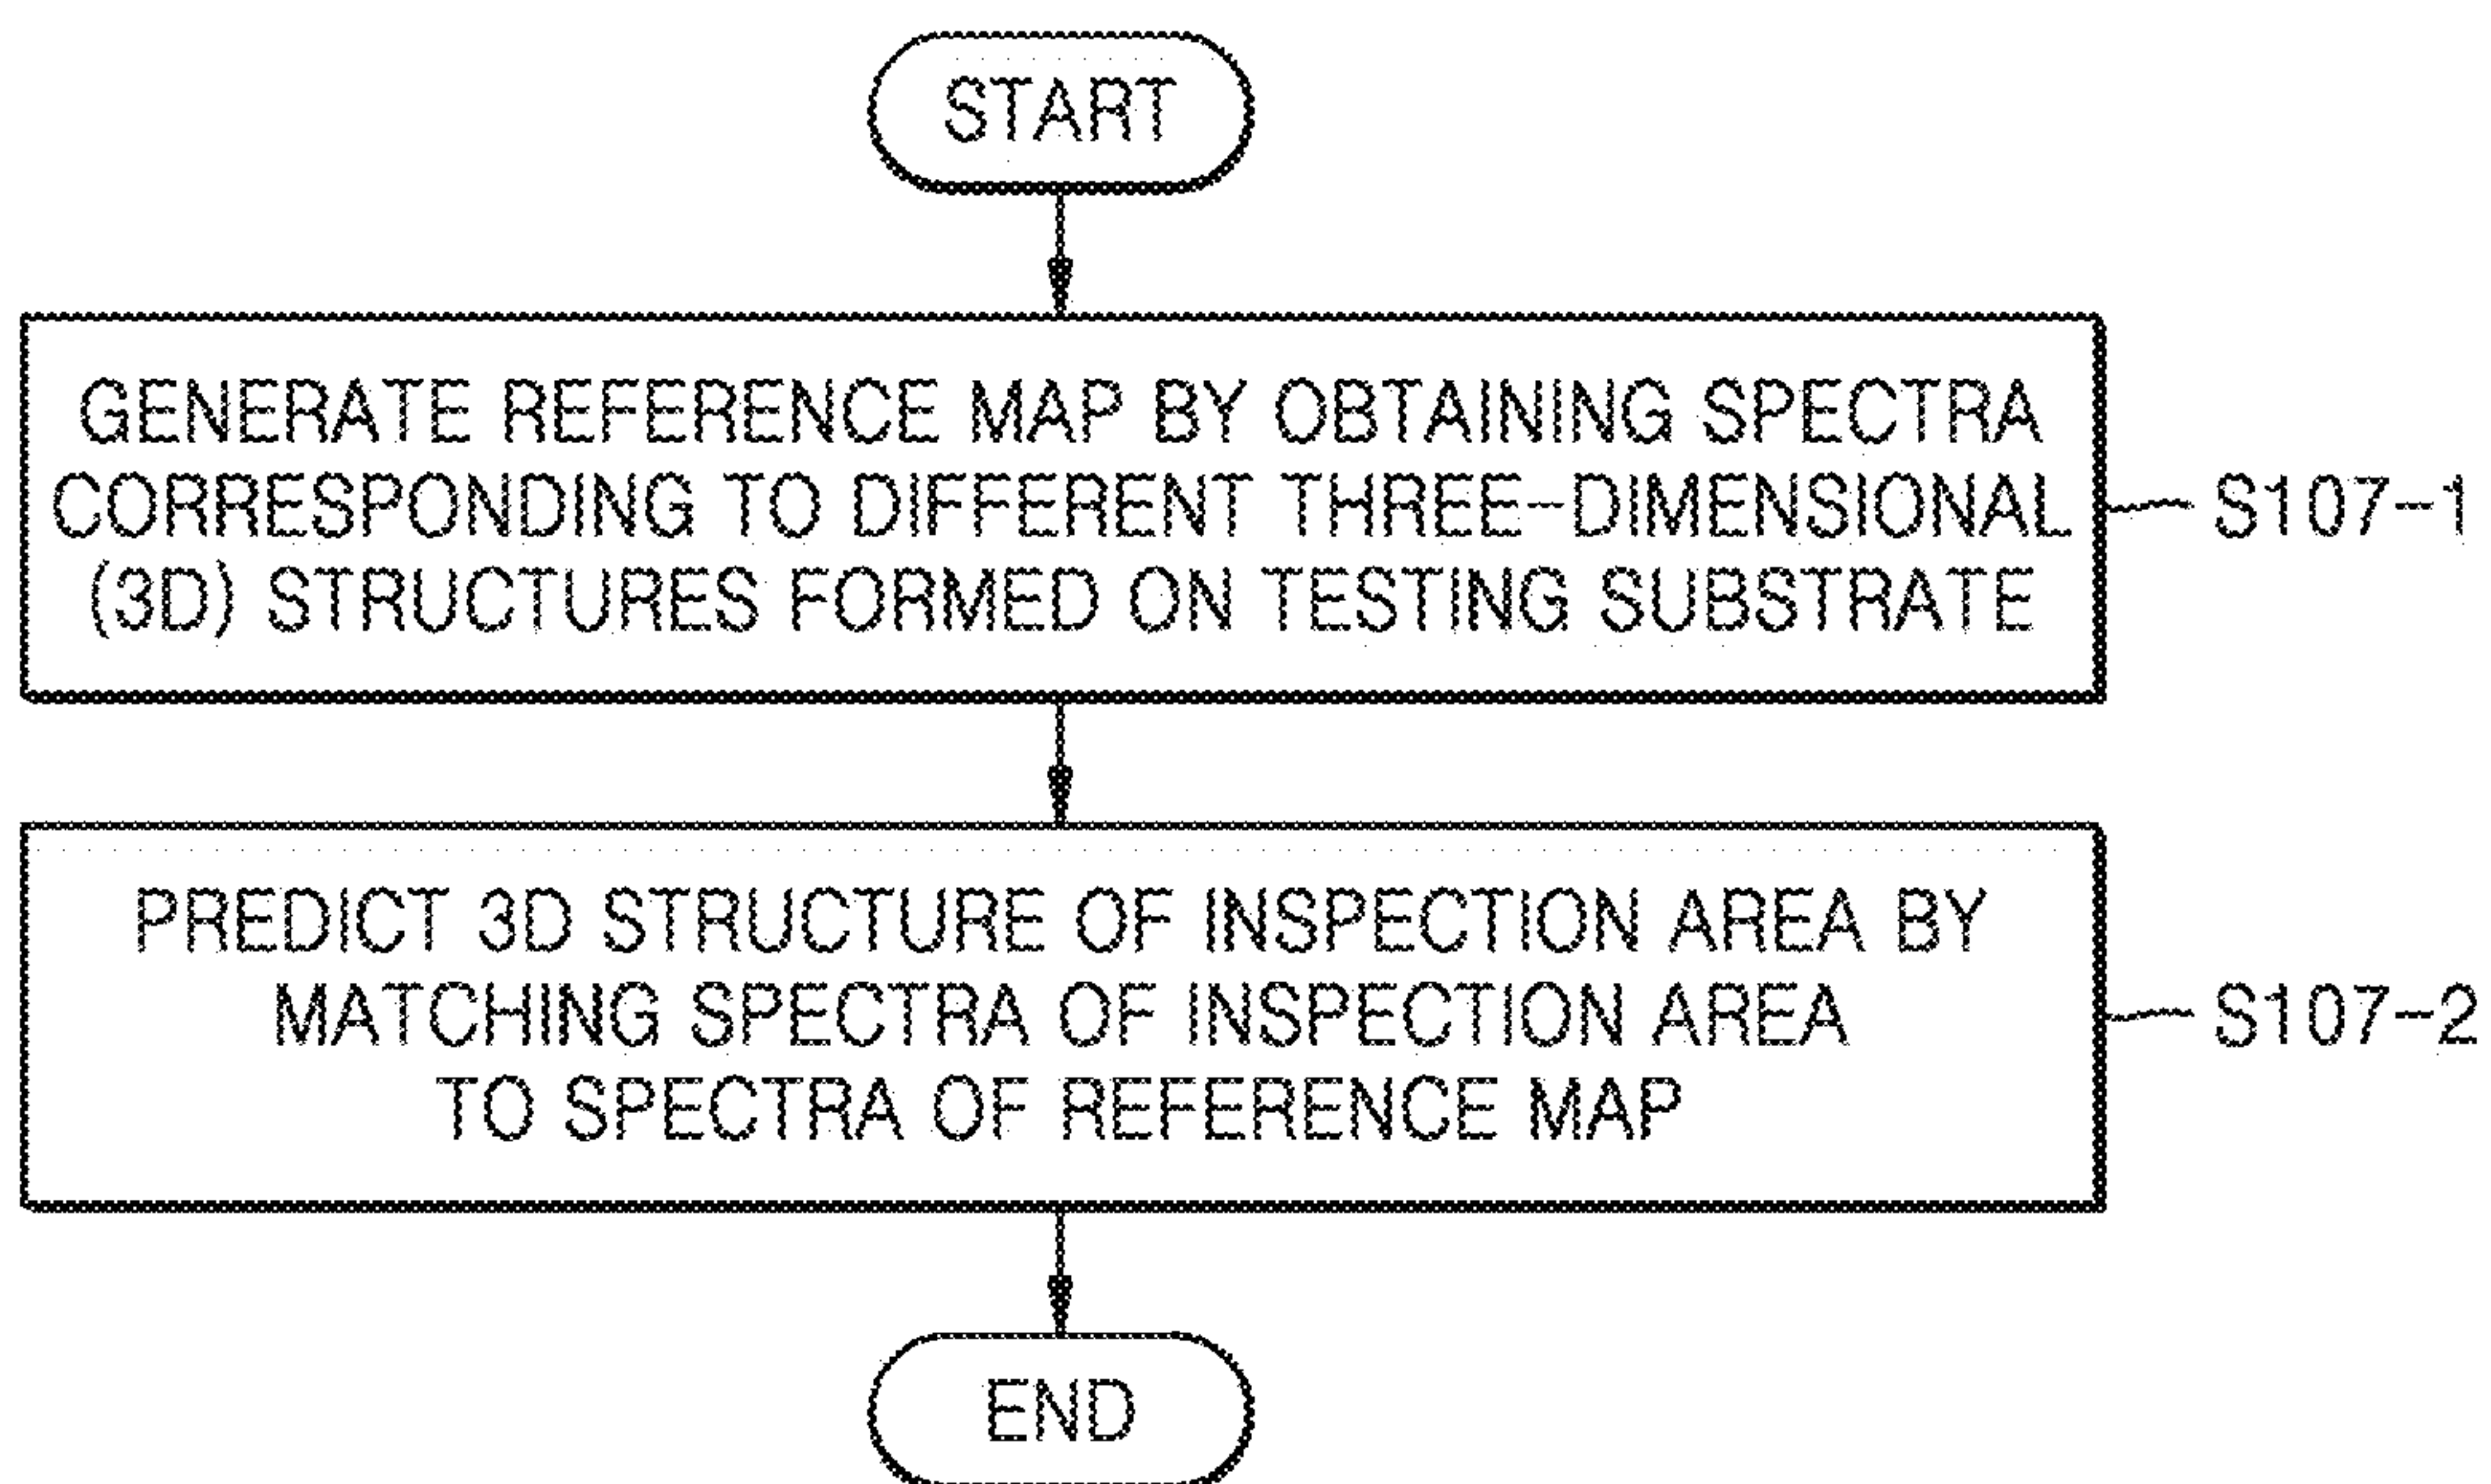 START
GENERATE REFERENCE MAP BY OBTAINING SPECTRA
CORRESPONDING TO DIFFERENT THREE-DIMENSIONAL
(3D) STRUCTURES FORMED ON TESTING SUBSTRATE
S107-1
PREDICT 3D STRUCTURE OF INSPECTION AREA BY
MATCHING SPECTRA OF INSPECTION AREA
TO SPECTRA OF REFERENCE MAP
S107-2
END